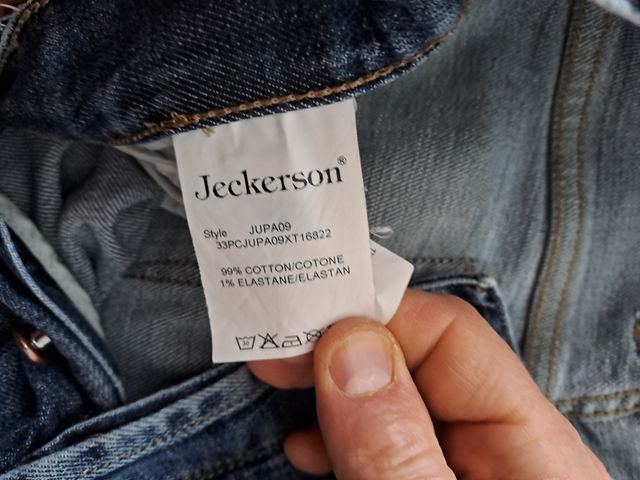 Jeckerson®
Style JUPA09
33PCJUPA09XT16822
99% COTTON/COTONE
1% ELASTANE/ELASTAN